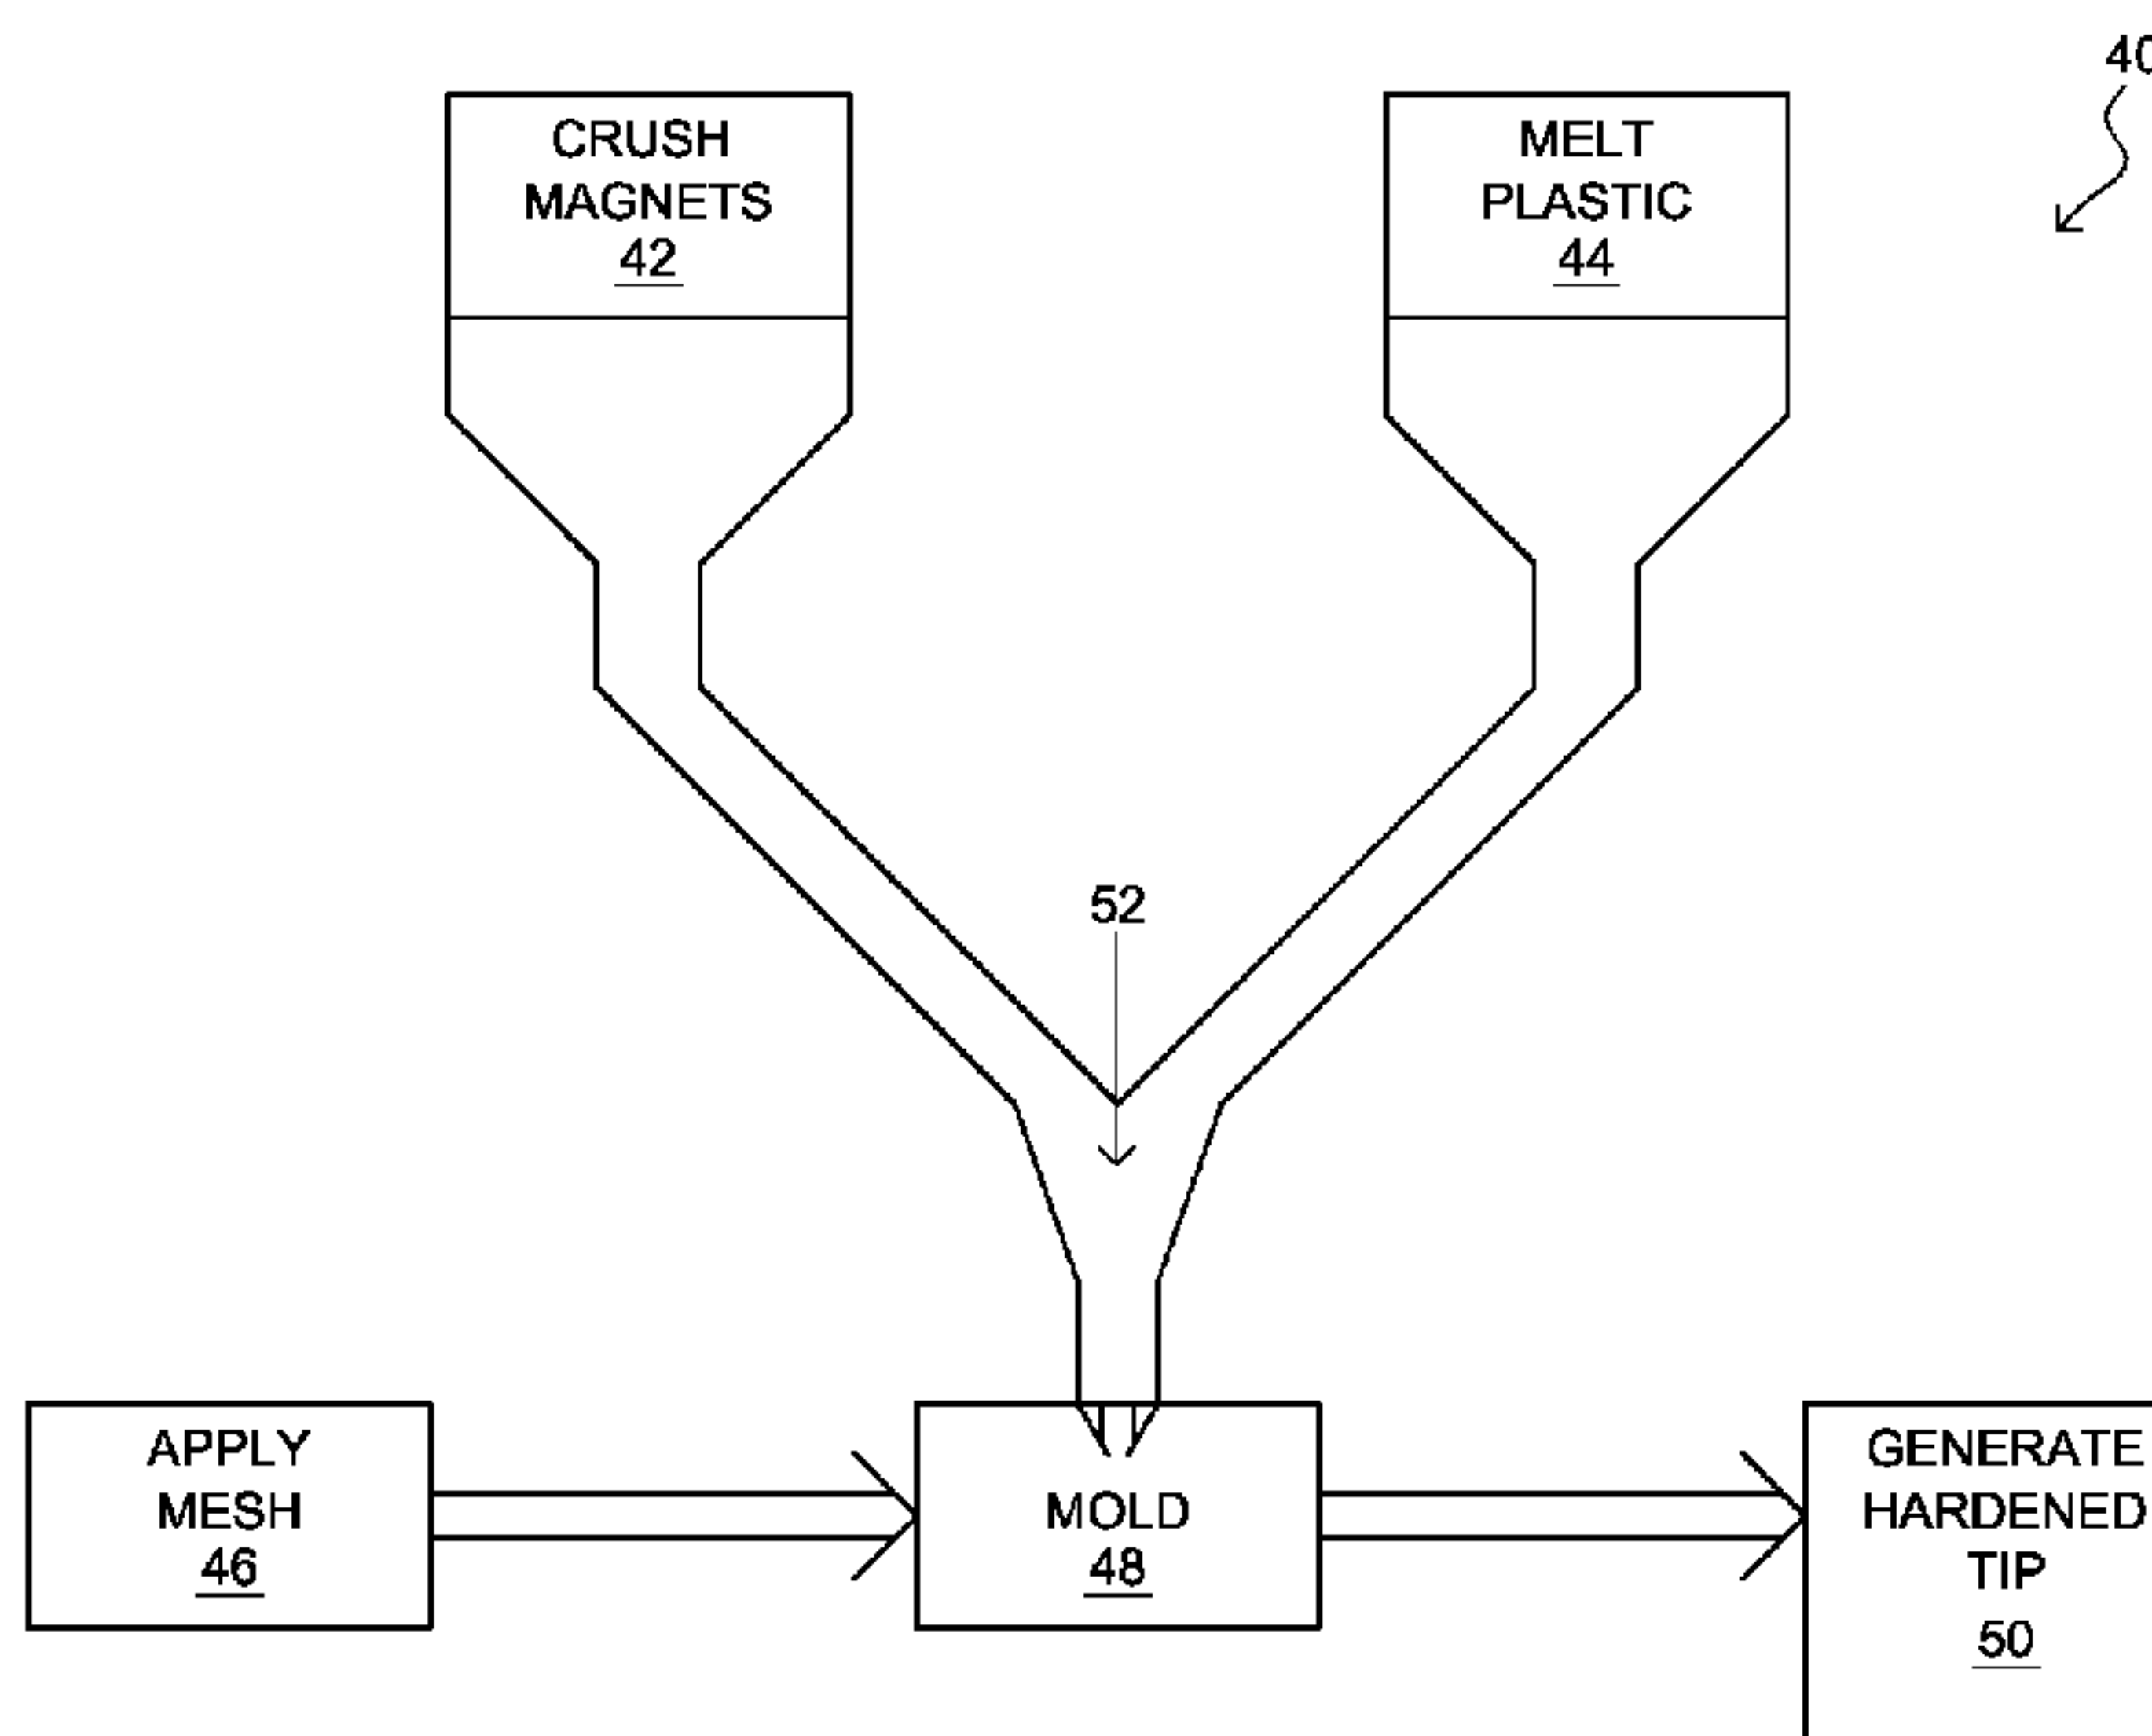 40
CRUSH
MAGNETS
42
MELT
PLASTIC
44
52
APPLY
MESH
46
MOLD
48
GENERATE
HARDENED
TIP
50